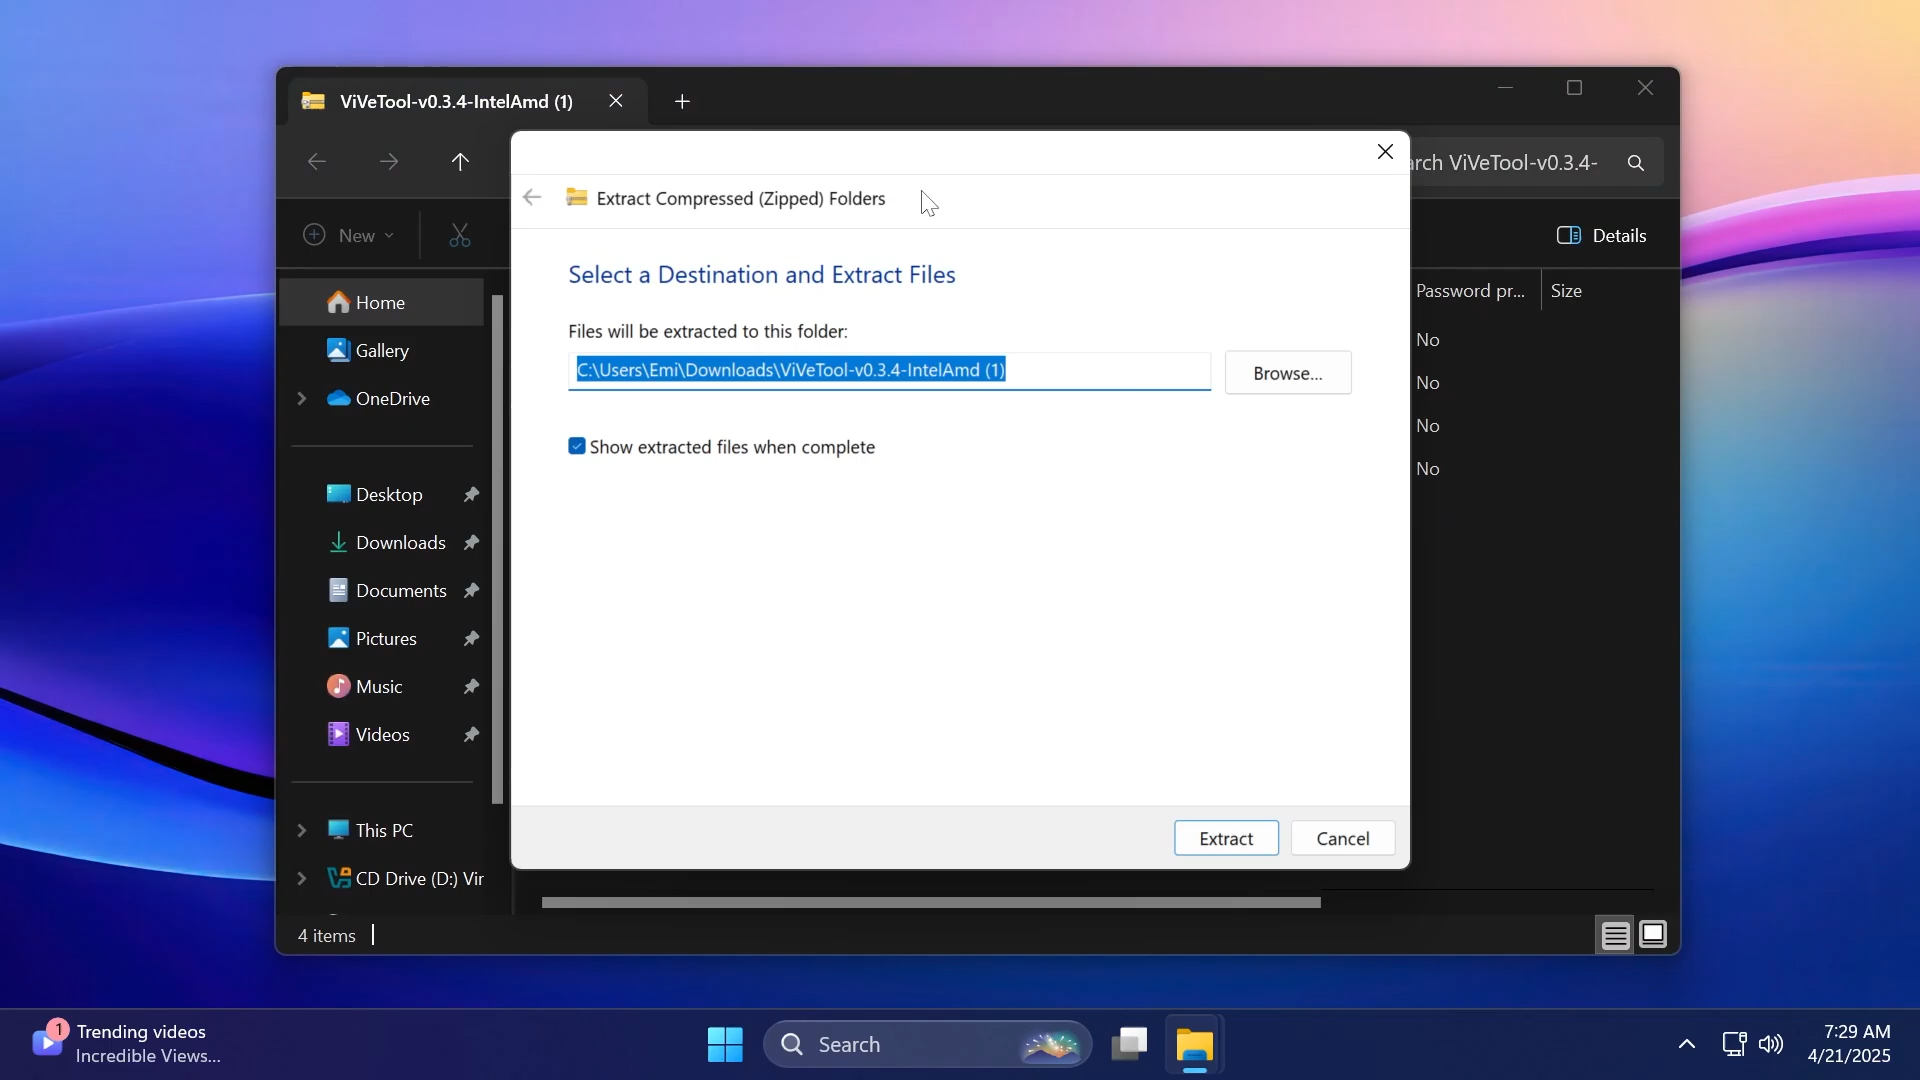 ViVeTool-v0.3.4-IntelAmd (1)
arch ViVeTool-v0.3.4-
Extract Compressed (Zipped) Folders
New
Details
Select a Destination and Extract Files
Password pr...
Size
Home
Files will be extracted to this folder:
No
Gallery
C:\Users\Emi\Downloads\ViVeTool-v0.3.4-IntelAmd (1)
Browse...
No
OneDrive
No
Show extracted files when complete
No
Desktop
Downloads
Documents
Pictures
Music
Videos
This PC
Extract
Cancel
CD Drive (D:) Vir
4 items
1
Trending videos
Incredible Views...
Search
7:29 AM
4/21/2025